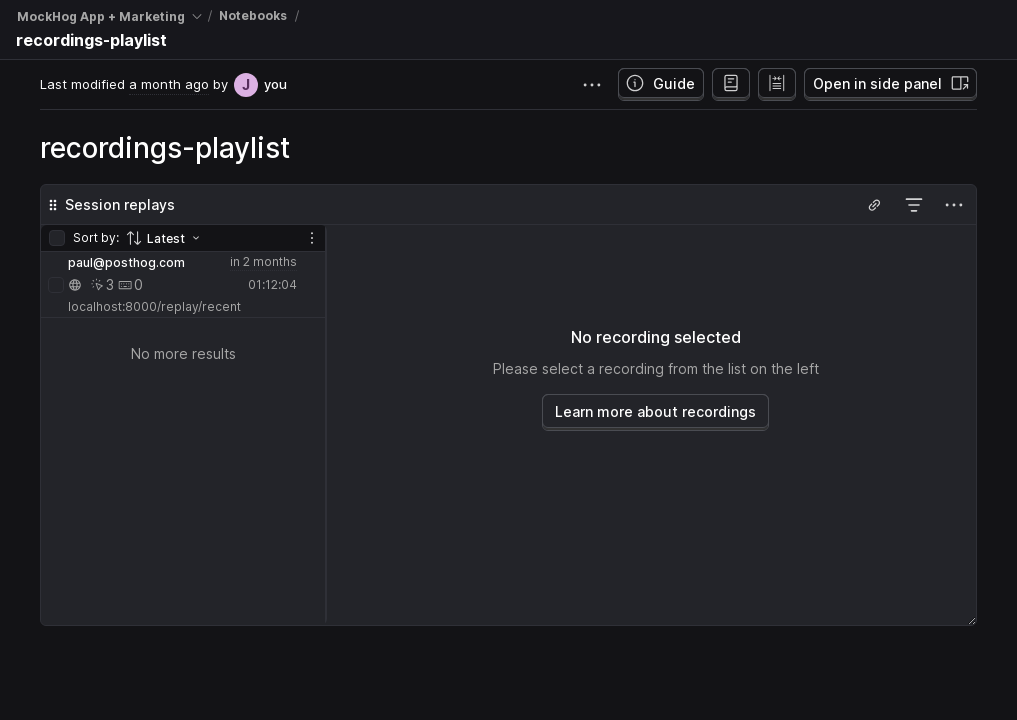 MockHog App + Marketing / Notebooks /
recordings-playlist
Last modified a month ago by J you
Guide
Open in side panel
recordings-playlist
Session replays
Sort by: Latest
paul@posthog.com in 2 months
3 0 01:12:04
localhost:8000/replay/recent
No more results
No recording selected
Please select a recording from the list on the left
Learn more about recordings